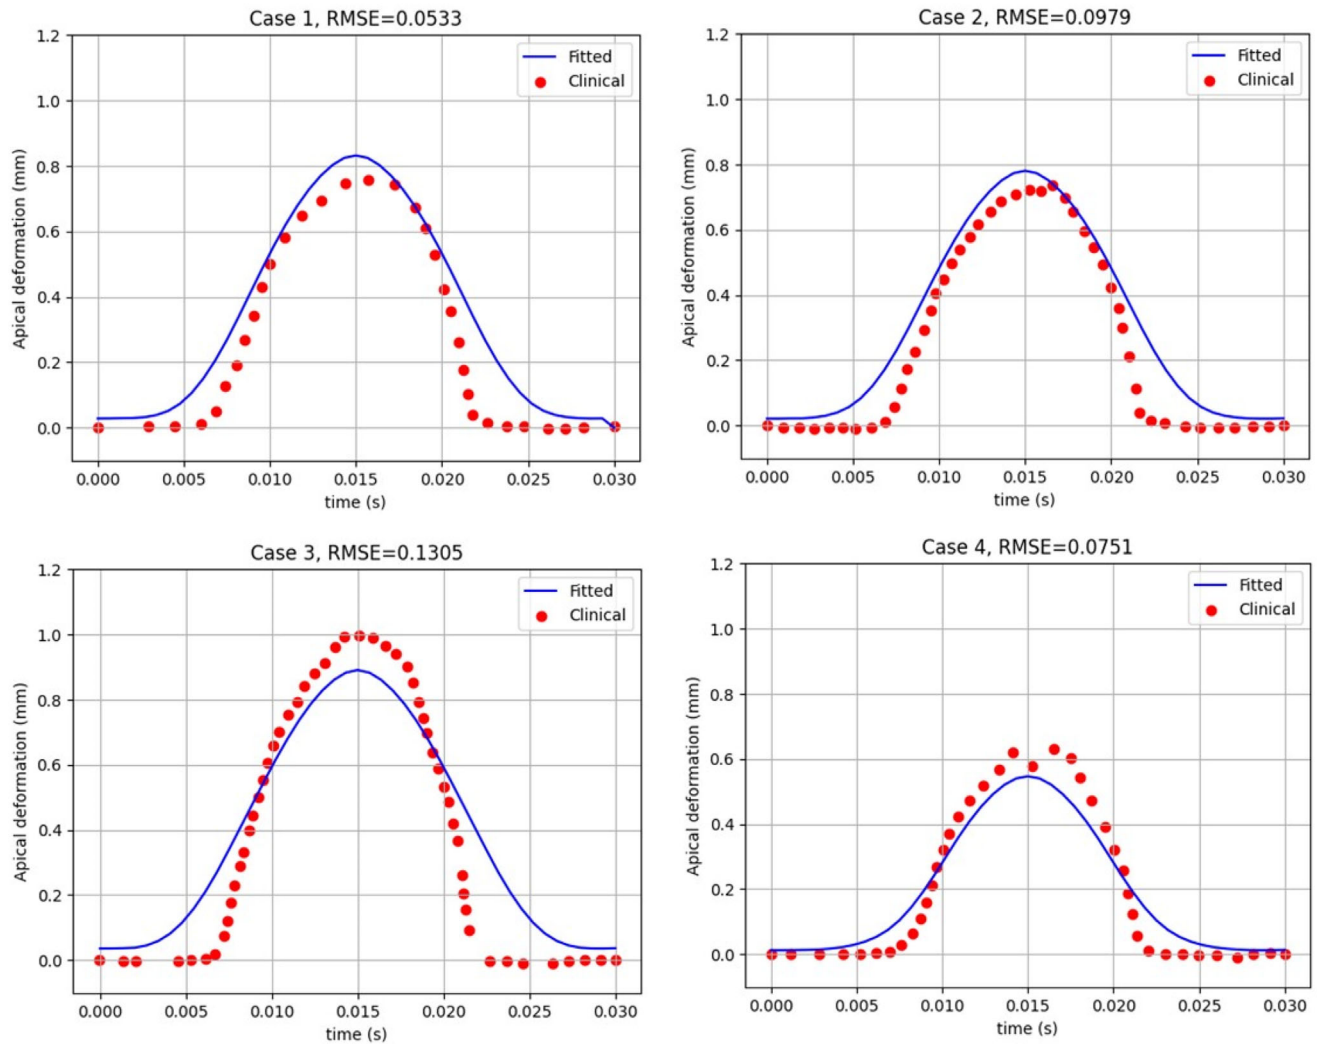 Case 1, RMSE=0.0533
1.2
1.0
0.8
0.6
0.4
0.2
0.0
Apical deformation (mm)
Fitted
Clinical
0.000 0.005 0.010 0.015 0.020 0.025 0.030
time (s)
Case 2, RMSE=0.0979
1.2
1.0
0.8
0.6
0.4
0.2
0.0
Apical deformation (mm)
Fitted
Clinical
0.000 0.005 0.010 0.015 0.020 0.025 0.030
time (s)
Case 3, RMSE=0.1305
1.2
1.0
0.8
0.6
0.4
0.2
0.0
Apical deformation (mm)
Fitted
Clinical
0.000 0.005 0.010 0.015 0.020 0.025 0.030
time (s)
Case 4, RMSE=0.0751
1.2
1.0
0.8
0.6
0.4
0.2
0.0
Apical deformation (mm)
Fitted
Clinical
0.000 0.005 0.010 0.015 0.020 0.025 0.030
time (s)